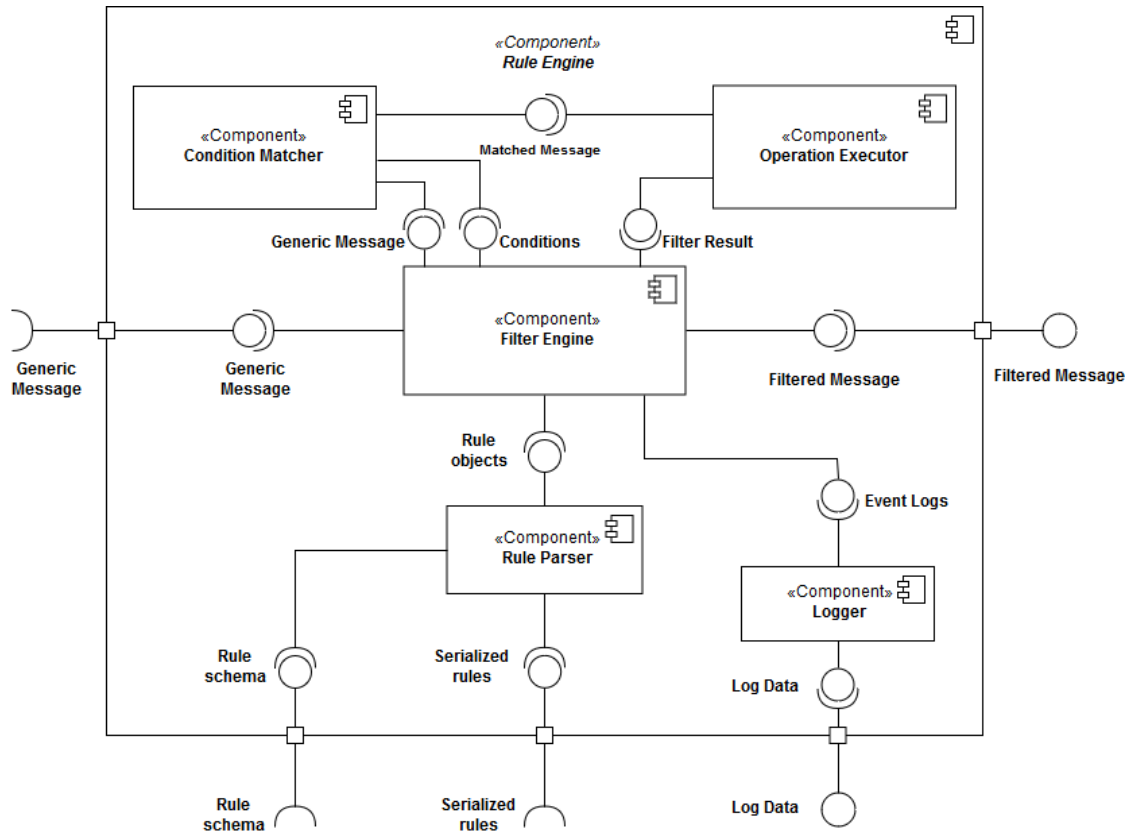 «Component»
Rule Engine
«Component»
Condition Matcher
Matched Message
«Component»
Operation Executor
Generic Message
Conditions
Filter Result
«Component»
Filter Engine
Generic
Message
Generic
Message
Filtered Message
Filtered Message
Rule
objects
Event Logs
«Component»
Rule Parser
«Component»
Logger
Rule
schema
Serialized
rules
Log Data
Rule
schema
Serialized
rules
Log Data